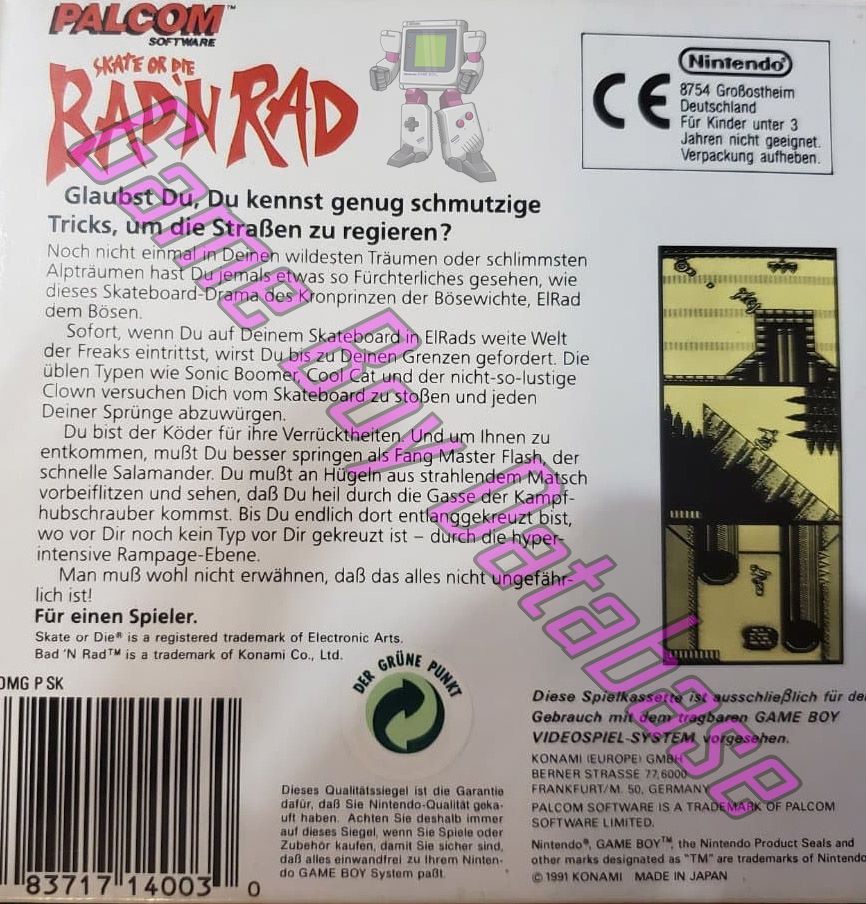 PALCOM™
SOFTWARE
SKATE OR DIE
BAD'N RAD
Nintendo®
CE
8754 Großostheim
Deutschland
Für Kinder unter 3
Jahren nicht geeignet.
Verpackung aufheben.
Glaubst Du, Du kennst genug schmutzige
Tricks, um die Straßen zu regieren?
Noch nicht einmal in Deinen wildesten Träumen oder schlimmsten
Alpträumen hast Du jemals etwas so Fürchterliches gesehen, wie
dieses Skateboard-Drama des Kronprinzen der Bösewichte, ElRad
dem Bösen.
Sofort, wenn Du auf Deinem Skateboard in ElRads weite Welt
der Freaks eintrittst, wirst Du bis zu Deinen Grenzen gefordert. Die
üblen Typen wie Sonic Boomer, Cool Cat und der nicht-so-lustige
Clown versuchen Dich vom Skateboard zu stoßen und jeden
Deiner Sprünge abzuwürgen.
Du bist der Köder für ihre Verrücktheiten. Und um Ihnen zu
entkommen, mußt Du besser springen als Fang Master Flash, der
schnelle Salamander. Du mußt an Hügeln aus strahlendem Matsch
vorbeiflitzen und sehen, daß Du heil durch die Gasse der Kampf-
hubschrauber kommst. Bis Du endlich dort entlanggekreuzt bist,
wo vor Dir noch kein Typ vor Dir gekreuzt ist – durch die hyper-
intensive Rampage-Ebene.
Man muß wohl nicht erwähnen, daß das alles nicht ungefähr-
lich ist!
Für einen Spieler.
Skate or Die® is a registered trademark of Electronic Arts.
Bad 'N Rad™ is a trademark of Konami Co., Ltd.
DMG P SK
83717 14003 0
DER GRÜNE PUNKT
Dieses Qualitätssiegel ist die Garantie
dafür, daß Sie Nintendo-Qualität geka-
uft haben. Achten Sie deshalb immer
auf dieses Siegel, wenn Sie Spiele oder
Zubehör kaufen, damit Sie sicher sind,
daß alles einwandfrei zu Ihrem Ninten-
do GAME BOY System paßt.
Diese Spielkassette ist ausschließlich für de
Gebrauch mit dem tragbaren GAME BOY
VIDEOSPIEL-SYSTEM vorgesehen.
KONAMI (EUROPE) GMBH
BERNER STRASSE 77,6000
FRANKFURT/M. 50, GERMANY
PALCOM SOFTWARE IS A TRADEMARK OF PALCOM
SOFTWARE LIMITED.
Nintendo®, GAME BOY™, the Nintendo Product Seals and
other marks designated as "TM" are trademarks of Nintendo
© 1991 KONAMI MADE IN JAPAN
Game Boy Database